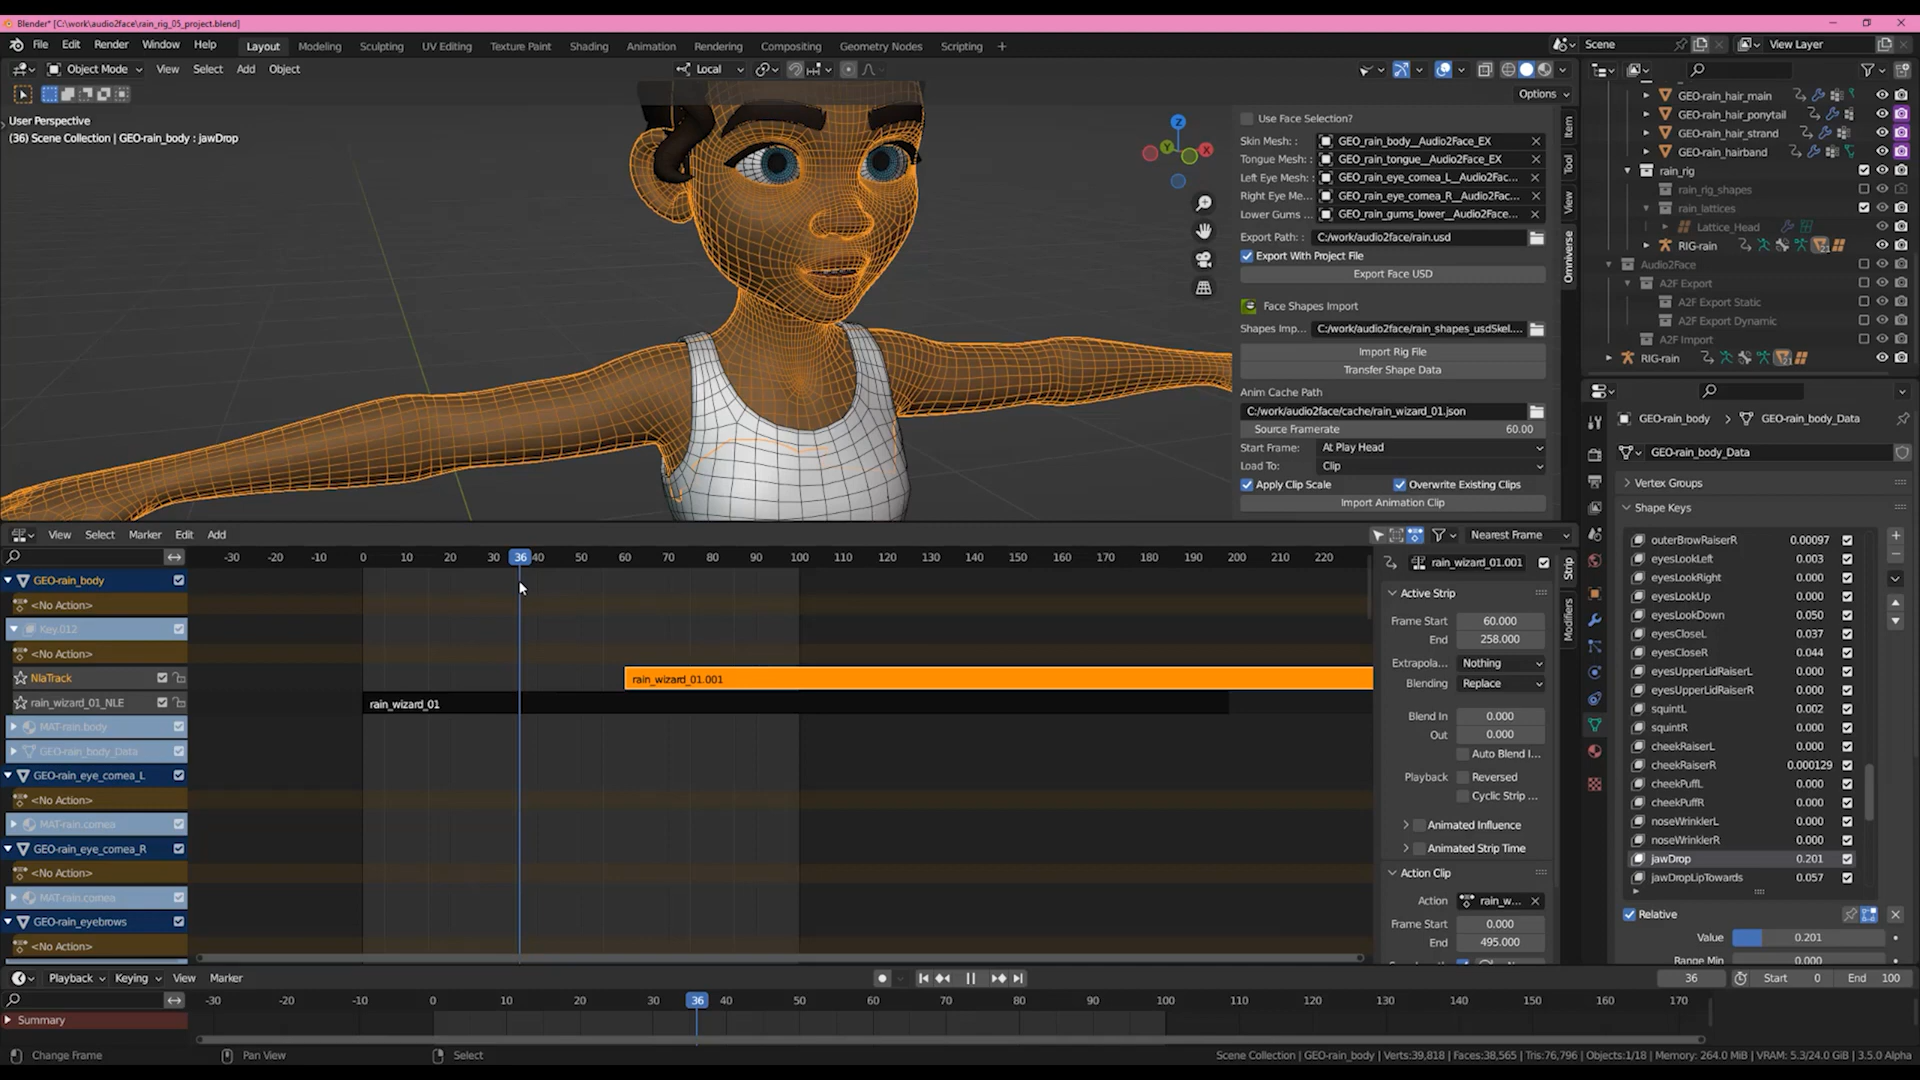 Blender* [C:\work\audio2face\rain_rig_05_project.blend]
File Edit Render Window Help Layout Modeling Sculpting UV Editing Texture Paint Shading Animation Rendering Compositing Geometry Nodes Scripting + Scene View Layer
Object Mode View Select Add Object Local
Options
User Perspective
(36) Scene Collection | GEO-rain_body : jawDrop
Z
Y
X
Use Face Selection?
Skin Mesh : GEO_rain_body__Audio2Face_EX
Tongue Mesh : GEO_rain_tongue__Audio2Face_EX
Left Eye Mesh: GEO_rain_eye_cornea_L__Audio2Fac...
Right Eye Me... GEO_rain_eye_cornea_R__Audio2Fac...
Lower Gums ... GEO_rain_gums_lower__Audio2Face...
Export Path: : C:/work/audio2face/rain.usd
Export With Project File
Export Face USD
Face Shapes Import
Shapes Imp... C:/work/audio2face/rain_shapes_usdSkel....
Import Rig File
Transfer Shape Data
Anim Cache Path
C:/work/audio2face/cache/rain_wizard_01.json
Source Framerate 60.00
Start Frame: At Play Head
Load To: Clip
Apply Clip Scale Overwrite Existing Clips
Import Animation Clip
Item
Tool
View
Omniverse
GEO-rain_hair_main
GEO-rain_hair_ponytail
GEO-rain_hair_strand
GEO-rain_hairband
rain_rig
rain_rig_shapes
rain_lattices
Lattice_Head
RIG-rain 21
Audio2Face
A2F Export
A2F Export Static
A2F Export Dynamic
A2F Import
RIG-rain 21
GEO-rain_body > GEO-rain_body_Data
GEO-rain_body_Data
Vertex Groups
Shape Keys
outerBrowRaiserR 0.00097
eyesLookLeft 0.003
eyesLookRight 0.000
eyesLookUp 0.000
eyesLookDown 0.050
eyesCloseL 0.037
eyesCloseR 0.044
eyesUpperLidRaiserL 0.000
eyesUpperLidRaiserR 0.000
squintL 0.002
squintR 0.000
cheekRaiserL 0.000
cheekRaiserR 0.000129
cheekPuffL 0.000
cheekPuffR 0.000
noseWrinklerL 0.000
noseWrinklerR 0.000
jawDrop 0.201
jawDropLipTowards 0.057
Relative
Value 0.201
Range Min 0.000
View Select Marker Edit Add Nearest Frame
-30 -20 -10 0 10 20 30 36 40 50 60 70 80 90 100 110 120 130 140 150 160 170 180 190 200 210 220
GEO-rain_body
<No Action>
Key.012
<No Action>
NlaTrack rain_wizard_01.001
rain_wizard_01_NLE rain_wizard_01
MAT-rain.body
GEO-rain_body_Data
GEO-rain_eye_cornea_L
<No Action>
MAT-rain.cornea
GEO-rain_eye_cornea_R
<No Action>
MAT-rain.cornea
GEO-rain_eyebrows
<No Action>
rain_wizard_01.001
Active Strip
Frame Start 60.000
End 258.000
Extrapola... Nothing
Blending Replace
Blend In 0.000
Out 0.000
Auto Blend I...
Playback Reversed
Cyclic Strip ...
Animated Influence
Animated Strip Time
Action Clip
Action rain_w...
Frame Start 0.000
End 495.000
Strip
Modifiers
Playback Keying View Marker 36 Start 0 End 100
-30 -20 -10 0 10 20 30 36 40 50 60 70 80 90 100 110 120 130 140 150 160 170
Summary
Change Frame Pan View Select Scene Collection | GEO-rain_body | Verts:39,818 | Faces:38,565 | Tris:76,796 | Objects:1/18 | Memory: 264.0 MiB | VRAM: 5.3/24.0 GiB | 3.5.0 Alpha